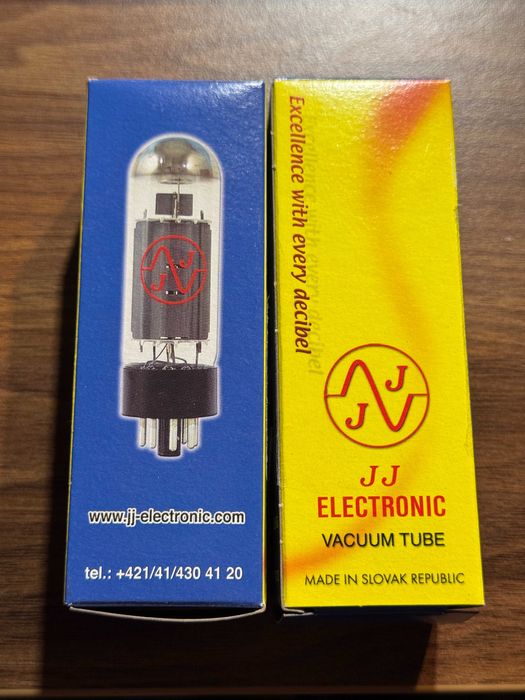 JJ
www.jj-electronic.com
tel.: +421/41/430 41 20
Excellence with every decibel
JJ
JJ
ELECTRONIC
VACUUM TUBE
MADE IN SLOVAK REPUBLIC